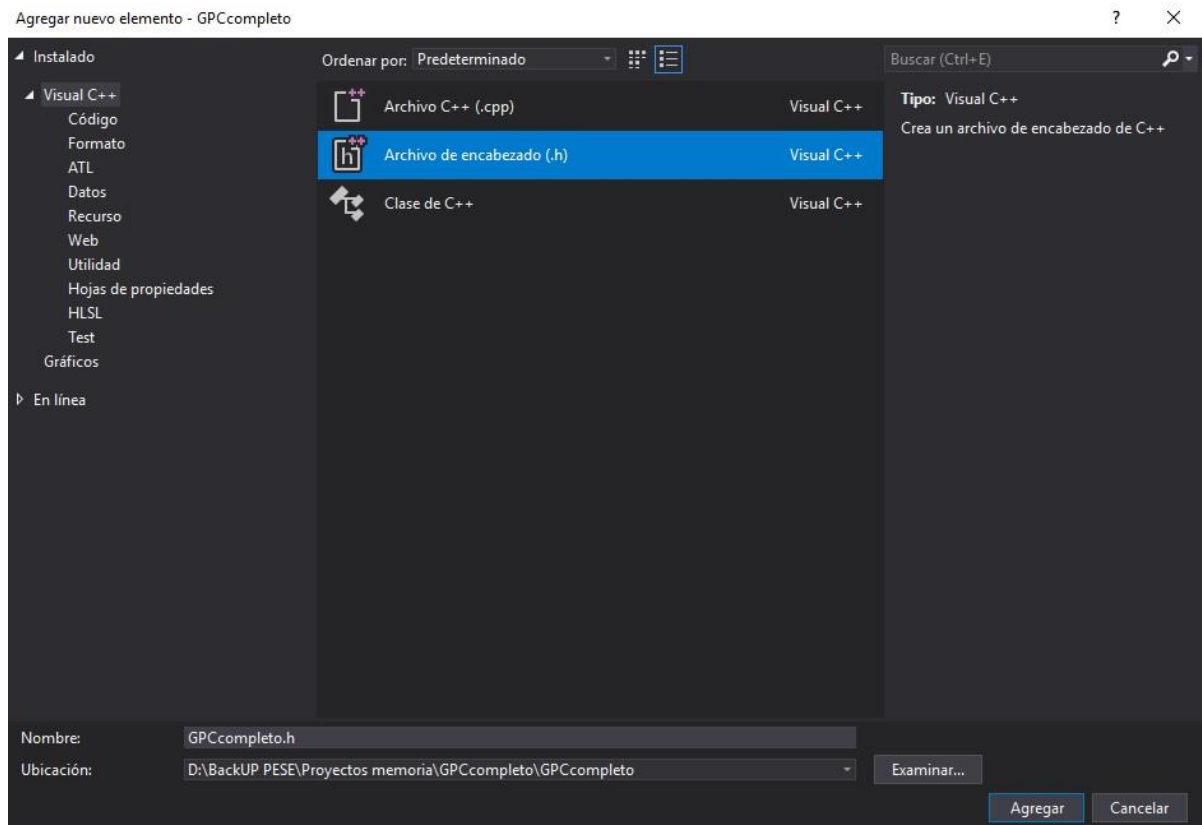 Agregar nuevo elemento - GPCcompleto
?
Instalado
Visual C++
Código
Formato
ATL
Datos
Recurso
Web
Utilidad
Hojas de propiedades
HLSL
Test
Gráficos
En línea
Ordenar por: Predeterminado
Archivo C++ (.cpp) Visual C++
Archivo de encabezado (.h) Visual C++
Clase de C++ Visual C++
Buscar (Ctrl+E)
Tipo: Visual C++
Crea un archivo de encabezado de C++
Nombre: GPCcompleto.h
Ubicación: D:\BackUP PESE\Proyectos memoria\GPCcompleto\GPCcompleto Examinar...
Agregar Cancelar